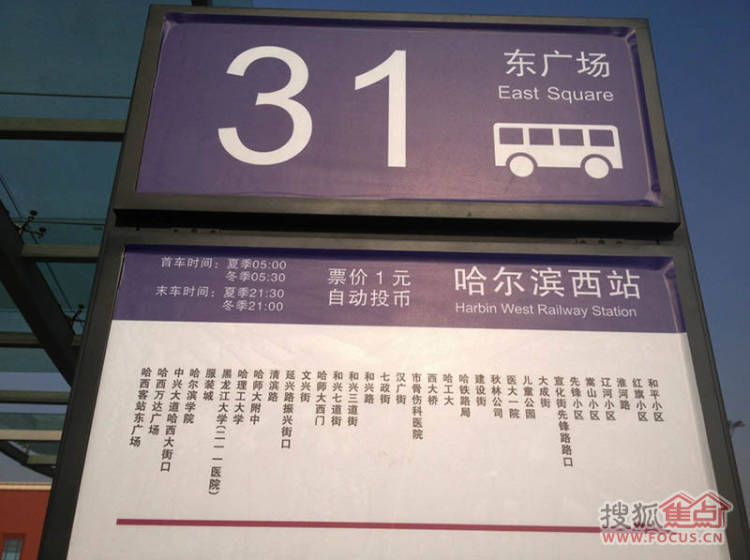 31
东广场
East Square
首车时间：夏季05:00
冬季05:30
末车时间：夏季21:30
冬季21:00
票价1元
自动投币
哈尔滨西站
Harbin West Railway Station
哈西客站东广场
哈西万达广场
中兴大道哈西大街口
哈尔滨学院
服装城
黑龙江大学(二一一医院)
哈理工大学
哈师大附中
清滨路
延兴路振兴街口
文兴街
哈师大西门
和兴七道街
和兴三道街
和兴路
七政街
汉广街
市骨伤科医院
西大桥
哈工大
哈铁路局
建设街
秋林公司
医大一院
儿童公园
大成街
宣化街先锋路路口
先锋小区
嵩山小区
辽河小区
淮河路
红旗小区
和平小区
搜狐焦点
WWW.FOCUS.CN